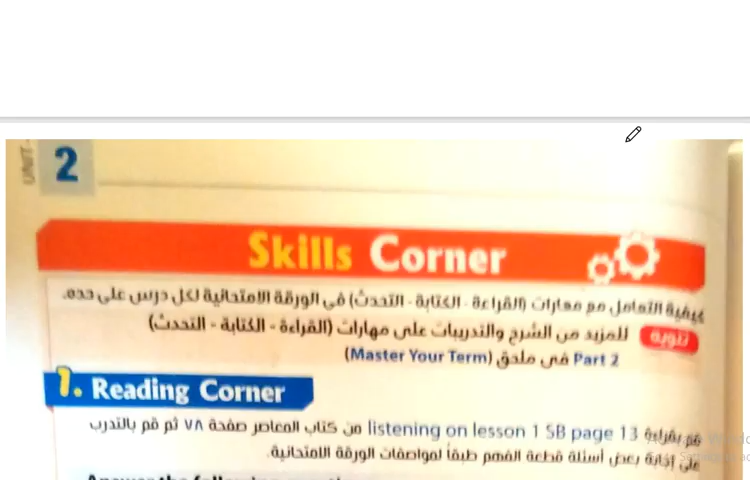 UNIT
2
Skills Corner
كيفية التعامل مع مهارات (القراءة - الكتابة - التحدث) فى الورقة الامتحانية لكل درس على حده.
تنويه للمزيد من الشرح والتدريبات على مهارات (القراءة - الكتابة - التحدث)
فى ملحق (Master Your Term) Part 2
1. Reading Corner
قم بقراءة listening on lesson 1 SB page 13 من كتاب المعاصر صفحة ٧٨ ثم قم بالتدرب
على إجابة بعض أسئلة قطعة الفهم طبقاً لمواصفات الورقة الامتحانية.